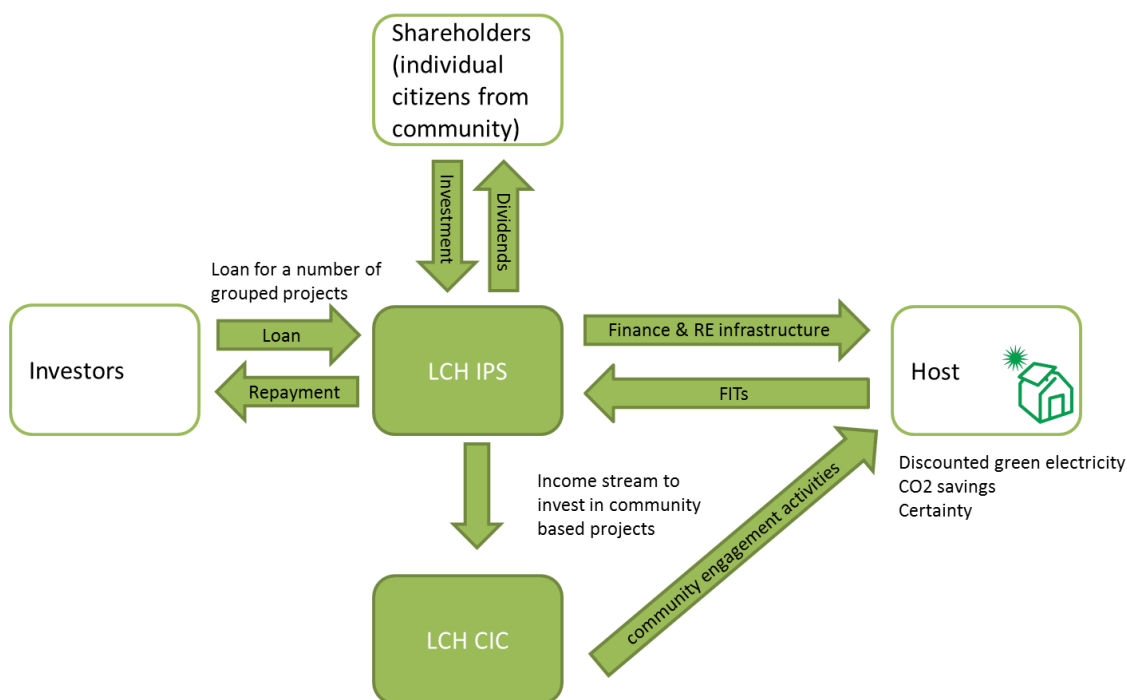 Shareholders
(individual
citizens from
community)
Investment
Dividends
Loan for a number of
grouped projects
Investors
Loan
Repayment
LCH IPS
Finance & RE infrastructure
FITs
Host
Discounted green electricity
CO2 savings
Certainty
Income stream to
invest in community
based projects
community engagement activities
LCH CIC